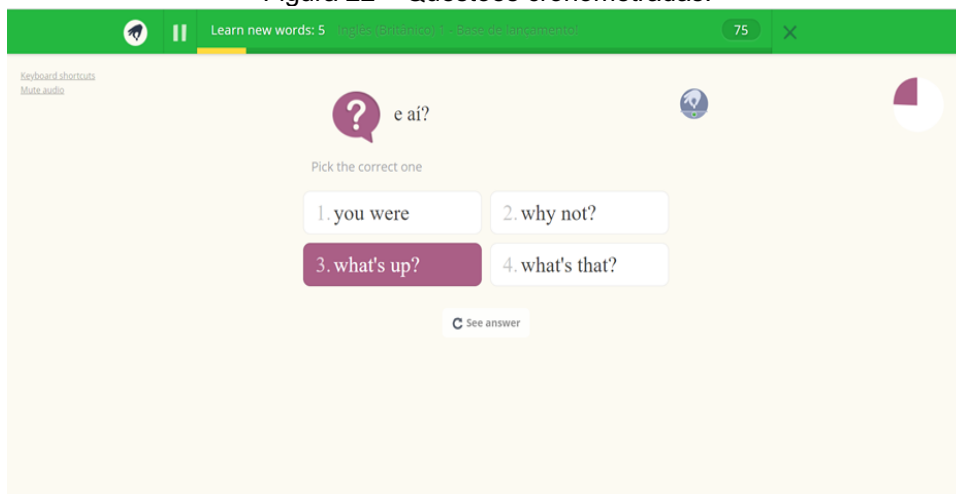 Figura 22 – Questões cronometradas.
Learn new words: 5 Inglês (Britânico) 1 - Base de lançamento! 75
Keyboard shortcuts
Mute audio
e aí?
Pick the correct one
1. you were
2. why not?
3. what's up?
4. what's that?
See answer